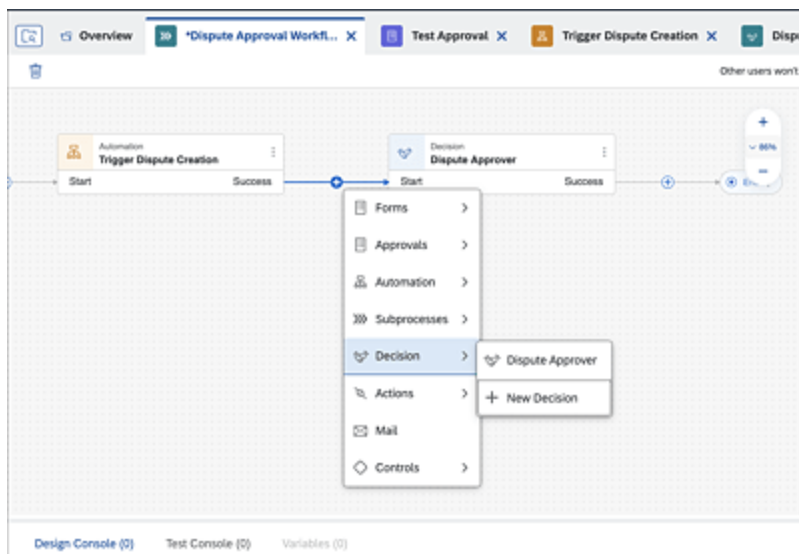 Overview
*Dispute Approval Workfl...
Test Approval
Trigger Dispute Creation
Disp
Other users won't
Automation
Trigger Dispute Creation
Start Success
Decision
Dispute Approver
Start Success
86%
Forms
Approvals
Automation
Subprocesses
Decision
Dispute Approver
New Decision
Actions
Mail
Controls
Design Console (0) Test Console (0) Variables (0)